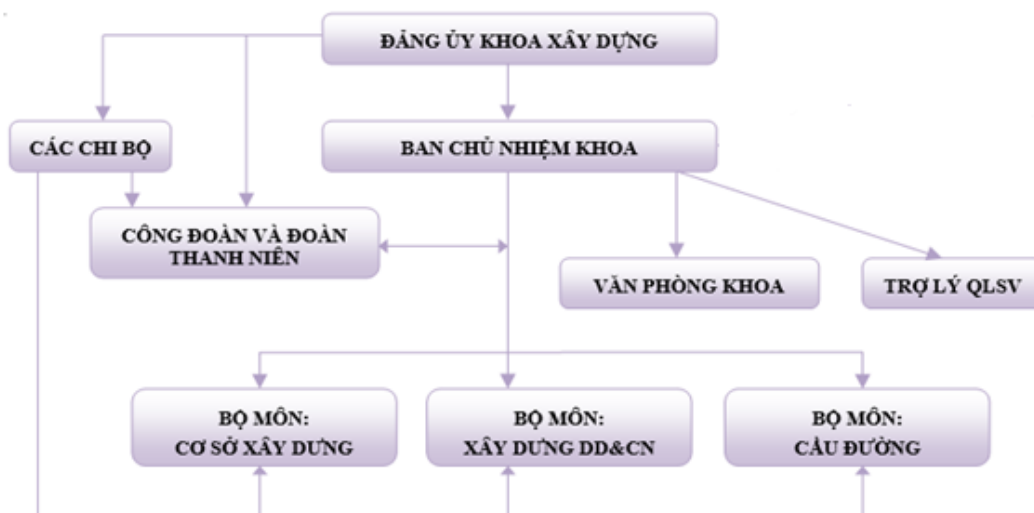 ĐẢNG ỦY KHOA XÂY DỰNG
CÁC CHI BỘ
BAN CHỦ NHIỆM KHOA
CÔNG ĐOÀN VÀ ĐOÀN
THANH NIÊN
VĂN PHÒNG KHOA
TRỢ LÝ QLSV
BỘ MÔN:
CƠ SỞ XÂY DƯNG
BỘ MÔN:
XÂY DƯNG DD&CN
BỘ MÔN:
CẦU ĐƯỜNG